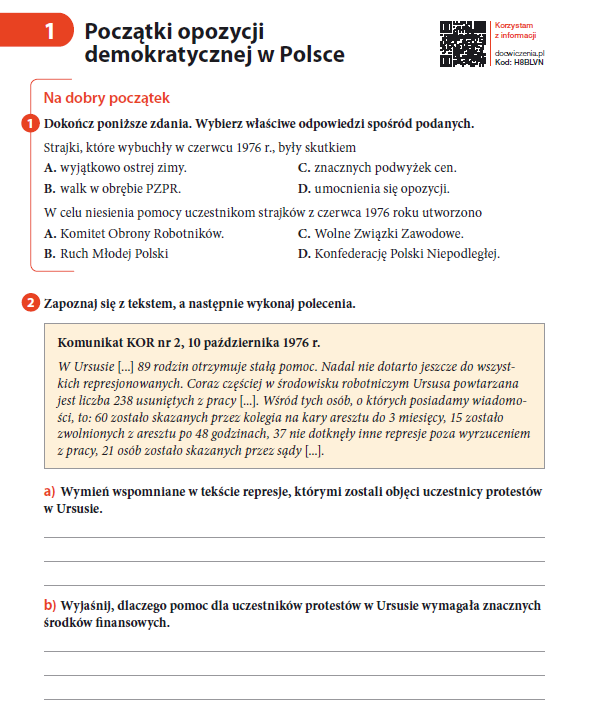 1
Początki opozycji
demokratycznej w Polsce
Korzystam
z informacji
docwiczenia.pl
Kod: H8BLVN
Na dobry początek
1 Dokończ poniższe zdania. Wybierz właściwe odpowiedzi spośród podanych.
Strajki, które wybuchły w czerwcu 1976 r., były skutkiem
A. wyjątkowo ostrej zimy.
C. znacznych podwyżek cen.
B. walk w obrębie PZPR.
D. umocnienia się opozycji.
W celu niesienia pomocy uczestnikom strajków z czerwca 1976 roku utworzono
A. Komitet Obrony Robotników.
C. Wolne Związki Zawodowe.
B. Ruch Młodej Polski
D. Konfederację Polski Niepodległej.
2 Zapoznaj się z tekstem, a następnie wykonaj polecenia.
Komunikat KOR nr 2, 10 października 1976 r.
W Ursusie [...] 89 rodzin otrzymuje stałą pomoc. Nadal nie dotarto jeszcze do wszyst-
kich represjonowanych. Coraz częściej w środowisku robotniczym Ursusa powtarzana
jest liczba 238 usuniętych z pracy [...]. Wśród tych osób, o których posiadamy wiadomo-
ści, to: 60 zostało skazanych przez kolegia na kary aresztu do 3 miesięcy, 15 zostało
zwolnionych z aresztu po 48 godzinach, 37 nie dotknęły inne represje poza wyrzuceniem
z pracy, 21 osób zostało skazanych przez sądy [...].
a) Wymień wspomniane w tekście represje, którymi zostali objęci uczestnicy protestów
w Ursusie.
b) Wyjaśnij, dlaczego pomoc dla uczestników protestów w Ursusie wymagała znacznych
środków finansowych.